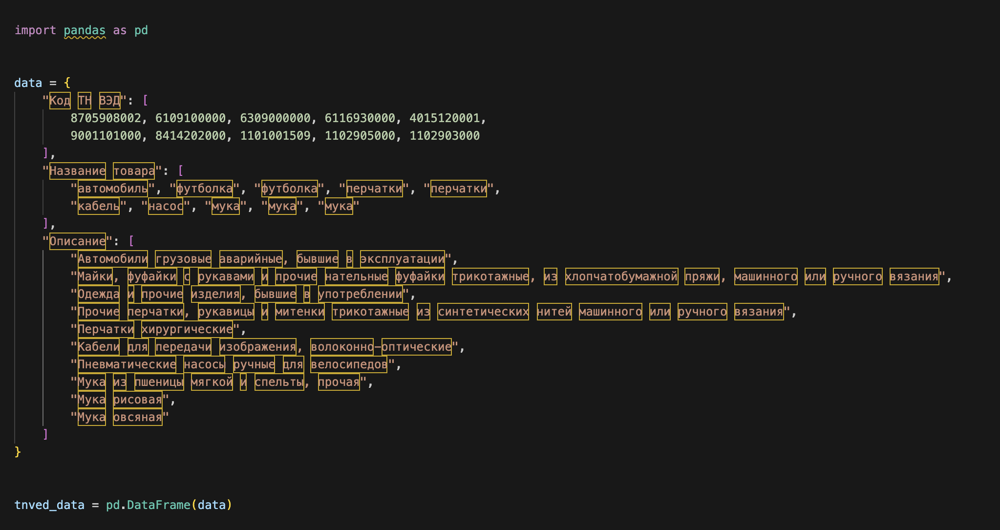 import pandas as pd
data = {
"Код ТН ВЭД": [
8705908002, 6109100000, 6309000000, 6116930000, 4015120001,
9001101000, 8414202000, 1101001509, 1102905000, 1102903000
],
"Название товара": [
"автомобиль", "футболка", "футболка", "перчатки", "перчатки",
"кабель", "насос", "мука", "мука", "мука"
],
"Описание": [
"Автомобили грузовые аварийные, бывшие в эксплуатации",
"Майки, фуфайки с рукавами и прочие нательные фуфайки трикотажные, из хлопчатобумажной пряжи, машинного или ручного вязания",
"Одежда и прочие изделия, бывшие в употреблении",
"Прочие перчатки, рукавицы и митенки трикотажные из синтетических нитей машинного или ручного вязания",
"Перчатки хирургические",
"Кабели для передачи изображения, волоконно-оптические",
"Пневматические насосы ручные для велосипедов",
"Мука из пшеницы мягкой и спельты, прочая",
"Мука рисовая",
"Мука овсяная"
]
}
tnved_data = pd.DataFrame(data)